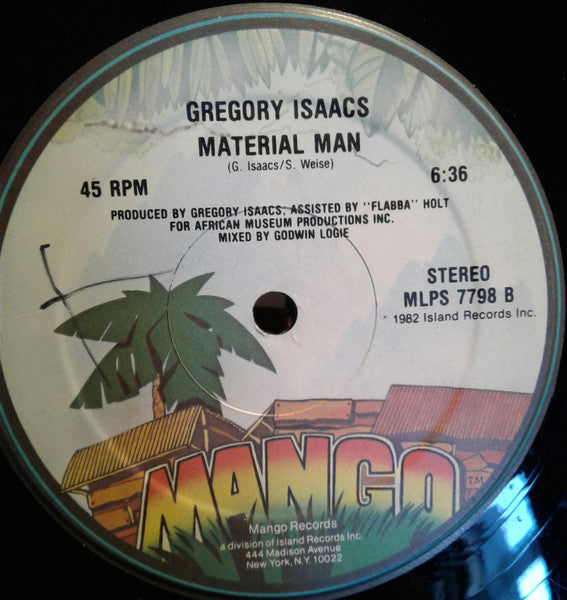 GREGORY ISAACS
MATERIAL MAN
(G. Isaacs/S. Weise)
45 RPM
6:36
PRODUCED BY GREGORY ISAACS, ASSISTED BY "FLABBA" HOLT
FOR AFRICAN MUSEUM PRODUCTIONS INC.
MIXED BY GODWIN LOGIE
STEREO
MLPS 7798 B
1982 Island Records Inc.
MANGO
TM
Mango Records
a division of Island Records Inc.
444 Madison Avenue
New York, N.Y. 10022